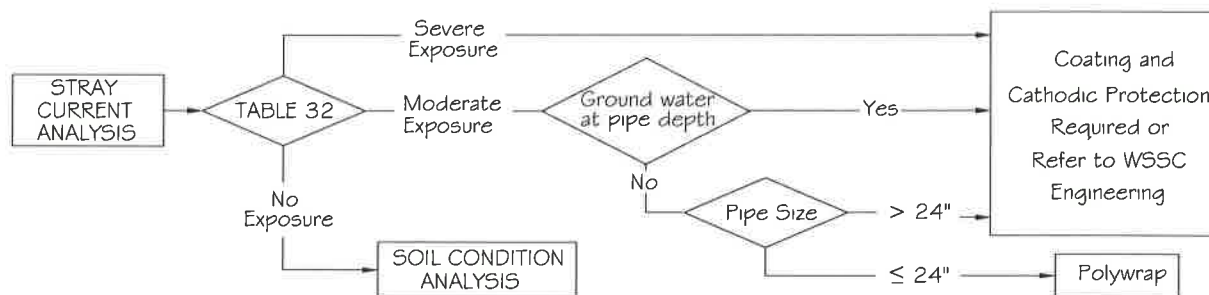 STRAY
CURRENT
ANALYSIS
TABLE 32
Severe
Exposure
Moderate
Exposure
No
Exposure
SOIL CONDITION
ANALYSIS
Ground water
at pipe depth
Yes
No
Pipe Size
> 24"
≤ 24"
Coating and
Cathodic Protection
Required or
Refer to WSSC
Engineering
Polywrap